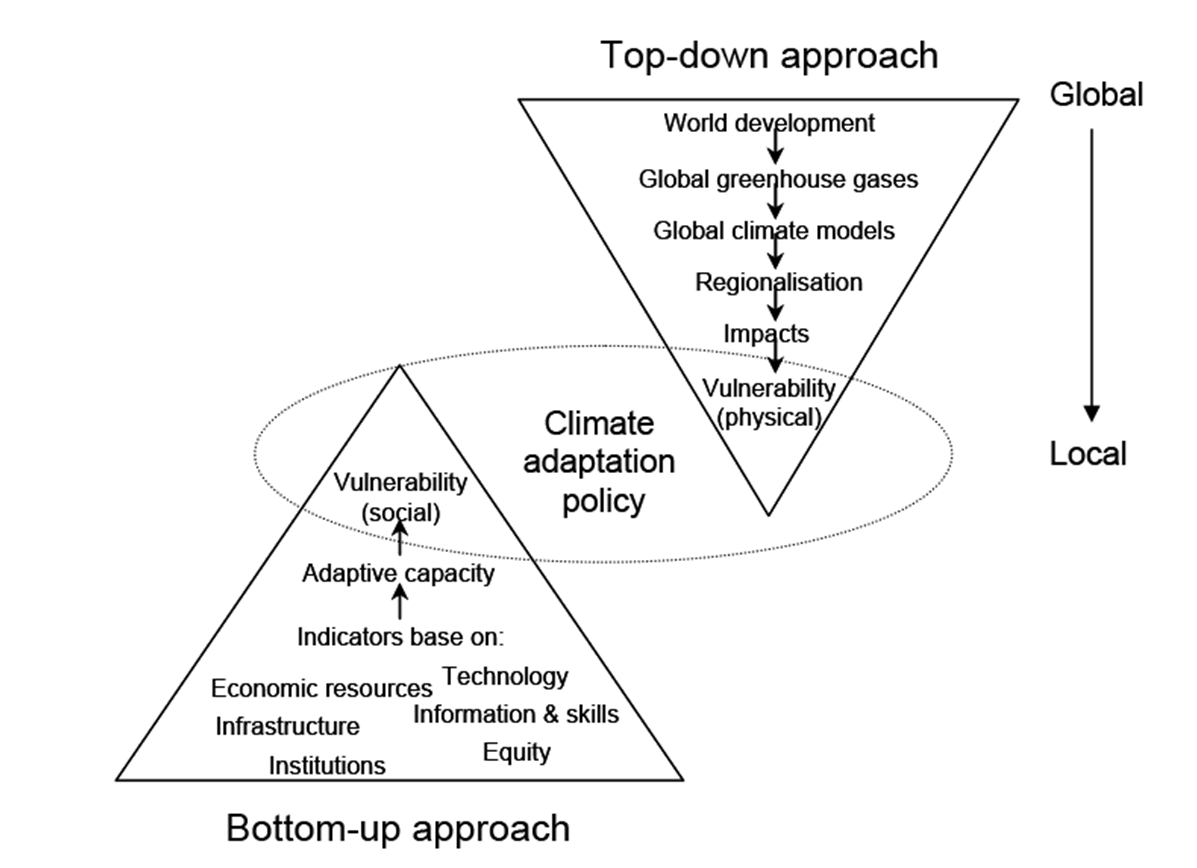 Top-down approach
Global
World development
Global greenhouse gases
Global climate models
Regionalisation
Impacts
Vulnerability
(physical)
Local
Climate
adaptation
policy
Vulnerability
(social)
Adaptive capacity
Indicators base on:
Economic resources
Technology
Infrastructure
Information & skills
Institutions
Equity
Bottom-up approach